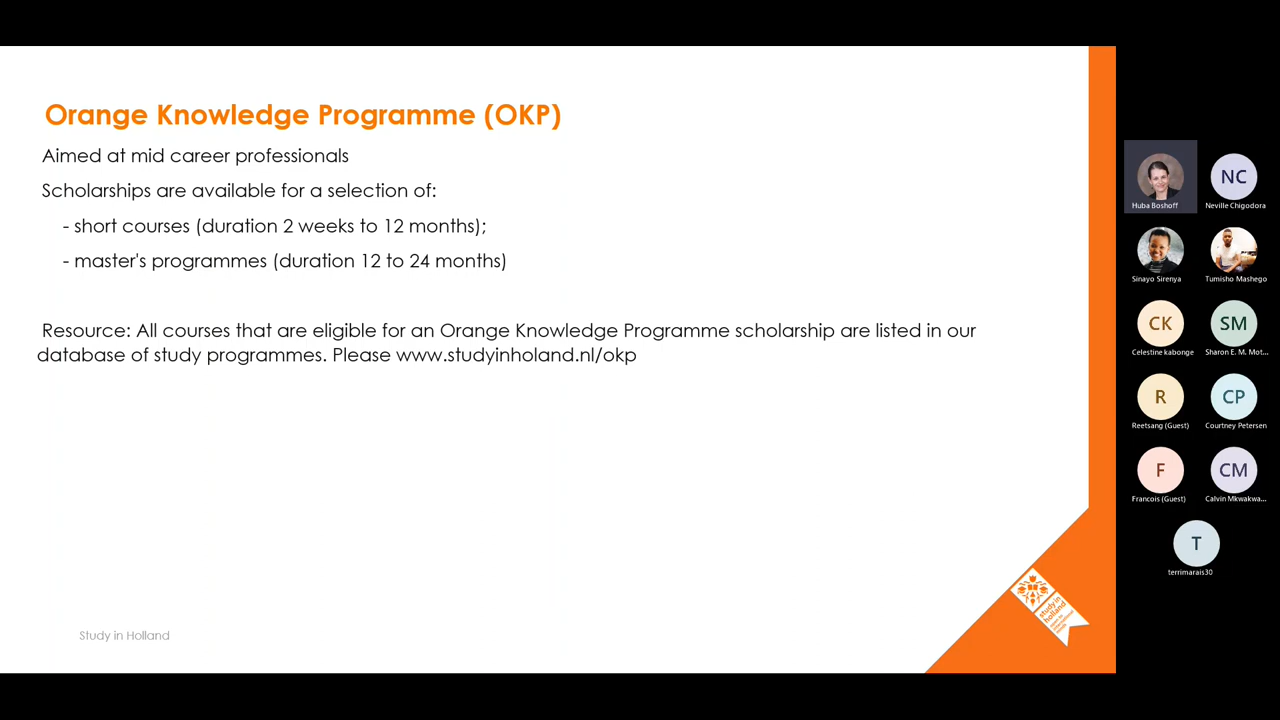 Orange Knowledge Programme (OKP)
Aimed at mid career professionals
Scholarships are available for a selection of:
- short courses (duration 2 weeks to 12 months);
- master's programmes (duration 12 to 24 months)
Resource: All courses that are eligible for an Orange Knowledge Programme scholarship are listed in our
database of study programmes. Please www.studyinholand.nl/okp
Study in Holland
study in
holland
Huba Boshoff
NC
Neville Chigodora
Sinayo Sirenya
Tumisho Mashego
CK
Celestine kabonge
SM
Sharon E. M. Mot...
R
Reetsang (Guest)
CP
Courtney Petersen
F
Francois (Guest)
CM
Calvin Mkwakwa...
T
terrimarais30